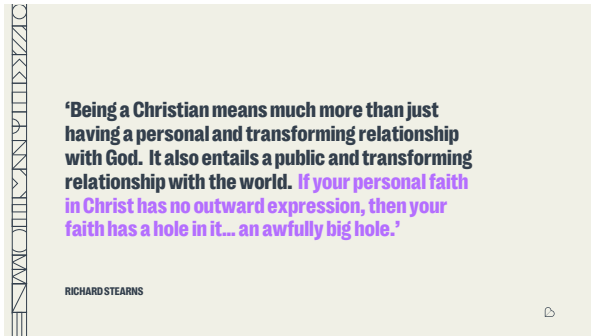 ‘Being a Christian means much more than just
having a personal and transforming relationship
with God. It also entails a public and transforming
relationship with the world. If your personal faith
in Christ has no outward expression, then your
faith has a hole in it... an awfully big hole.’
RICHARD STEARNS